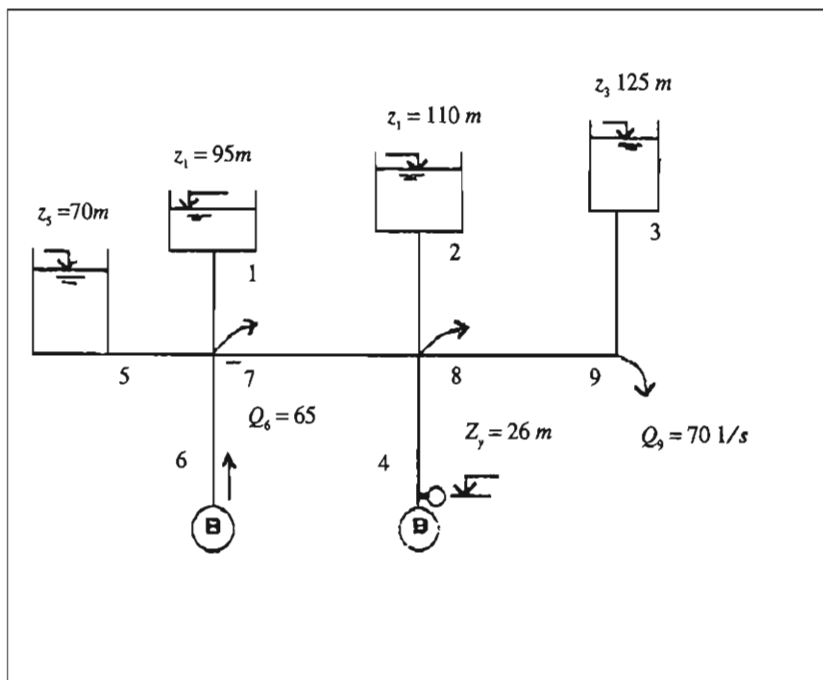 z₃ 125 m
z₁ = 110 m
z₁ = 95m
z₅ =70m
3
2
1
5
7
8
9
Q₆ = 65
Z_y = 26 m
Q₉ = 70 l/s
6
4
B
B